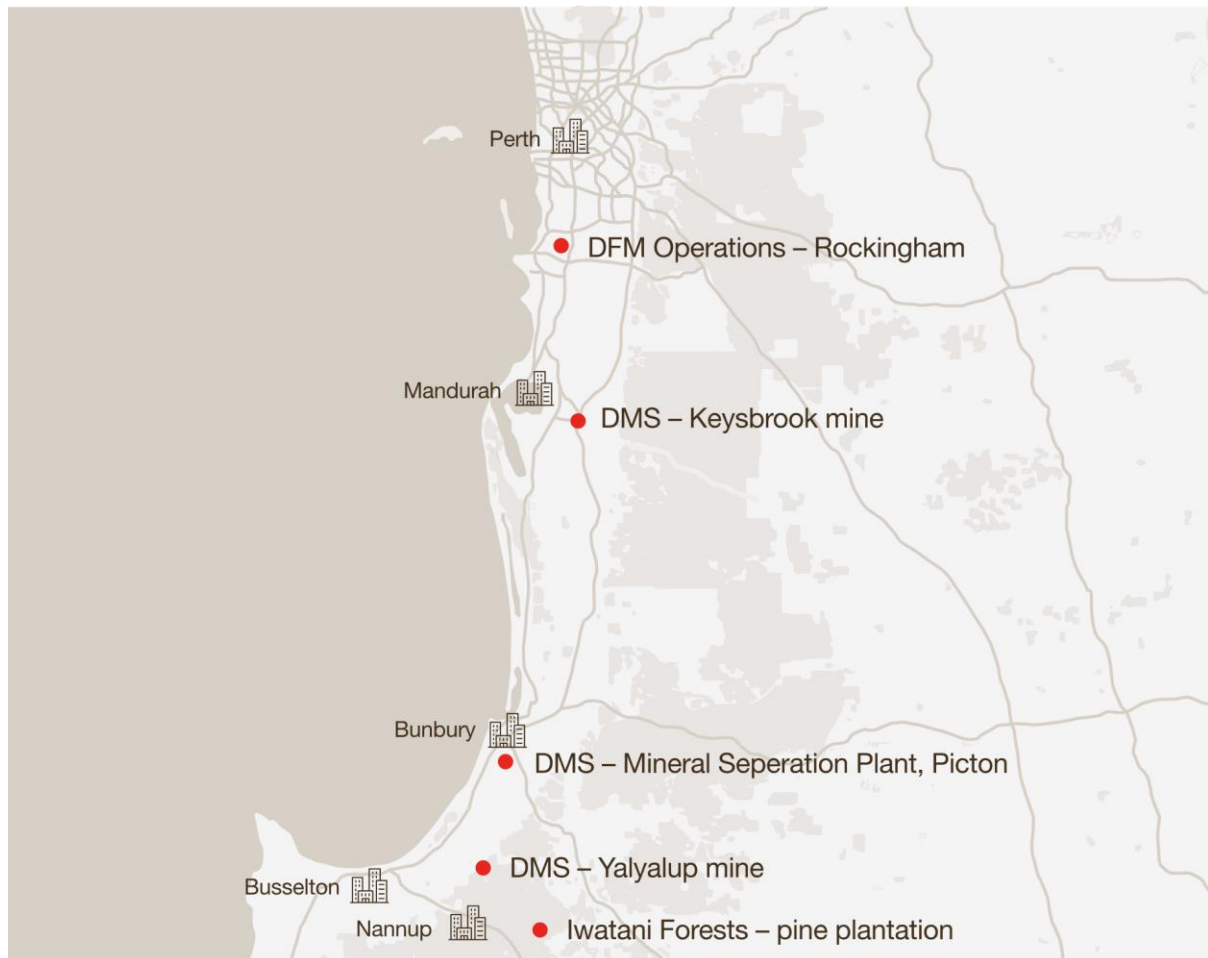 Perth
DFM Operations – Rockingham
Mandurah
DMS – Keysbrook mine
Bunbury
DMS – Mineral Seperation Plant, Picton
DMS – Yalyalup mine
Busselton
Nannup
Iwatani Forests – pine plantation